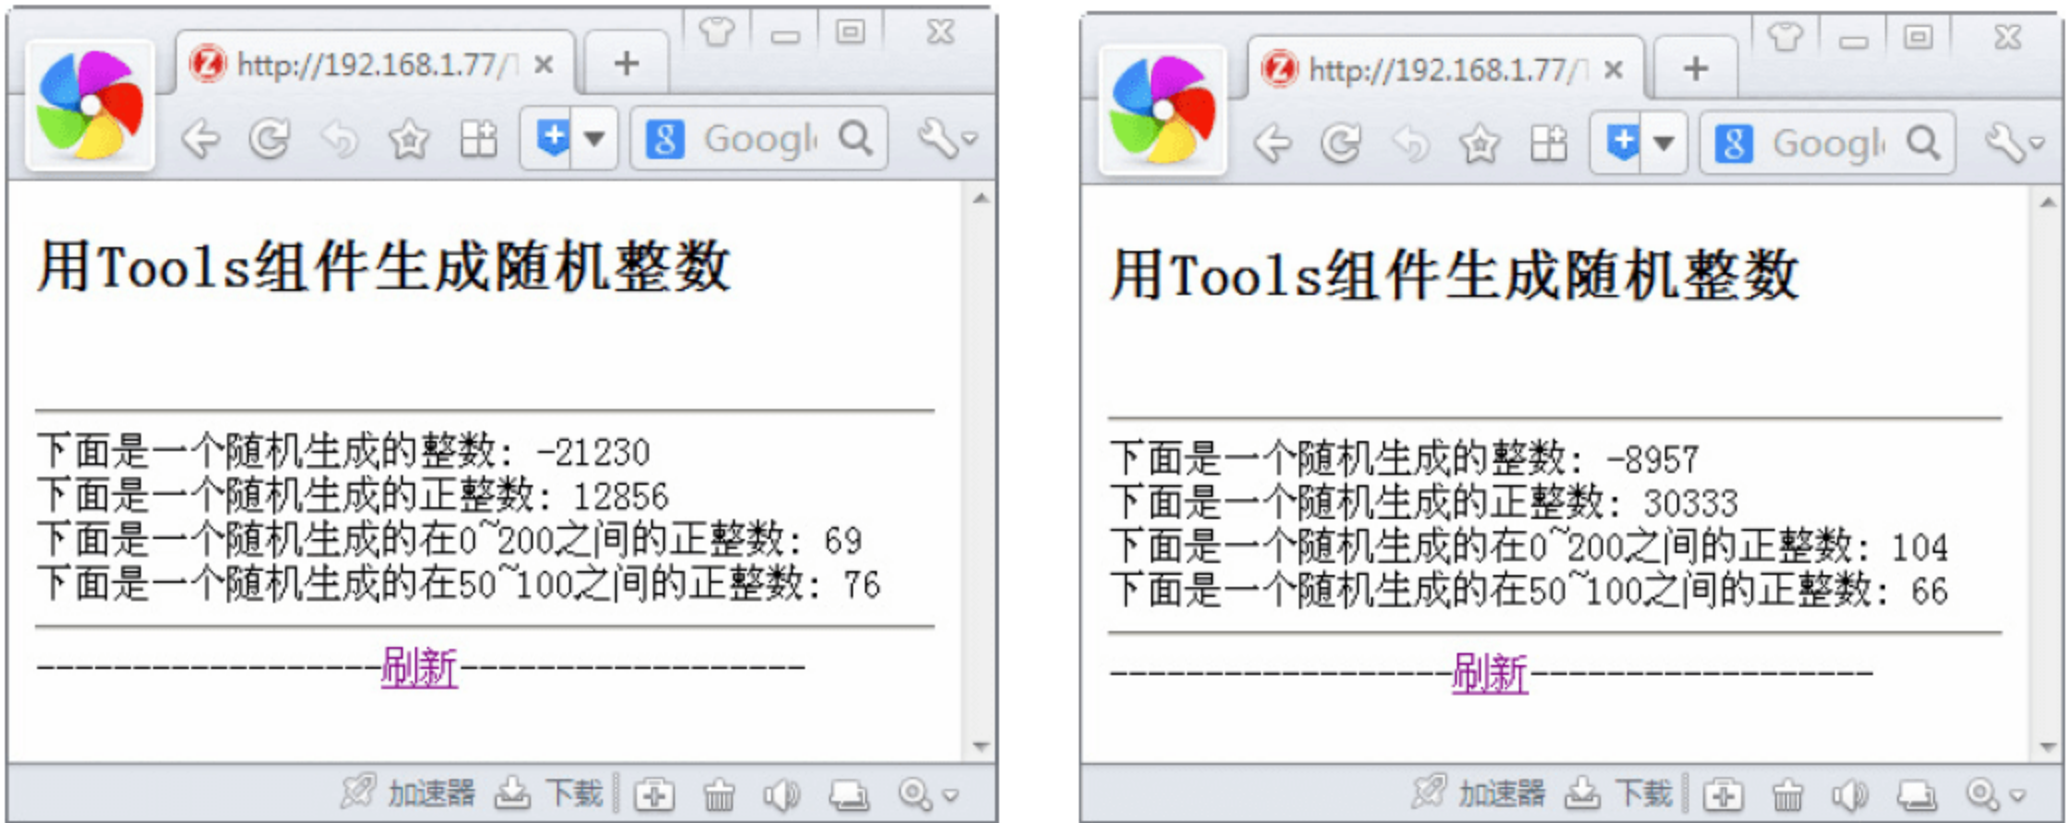 http://192.168.1.77/
Googl
用Tools组件生成随机整数
下面是一个随机生成的整数: -21230
下面是一个随机生成的正整数: 12856
下面是一个随机生成的在0~200之间的正整数: 69
下面是一个随机生成的在50~100之间的正整数: 76
------------------刷新------------------
加速器 下载
http://192.168.1.77/
Googl
用Tools组件生成随机整数
下面是一个随机生成的整数: -8957
下面是一个随机生成的正整数: 30333
下面是一个随机生成的在0~200之间的正整数: 104
下面是一个随机生成的在50~100之间的正整数: 66
------------------刷新------------------
加速器 下载